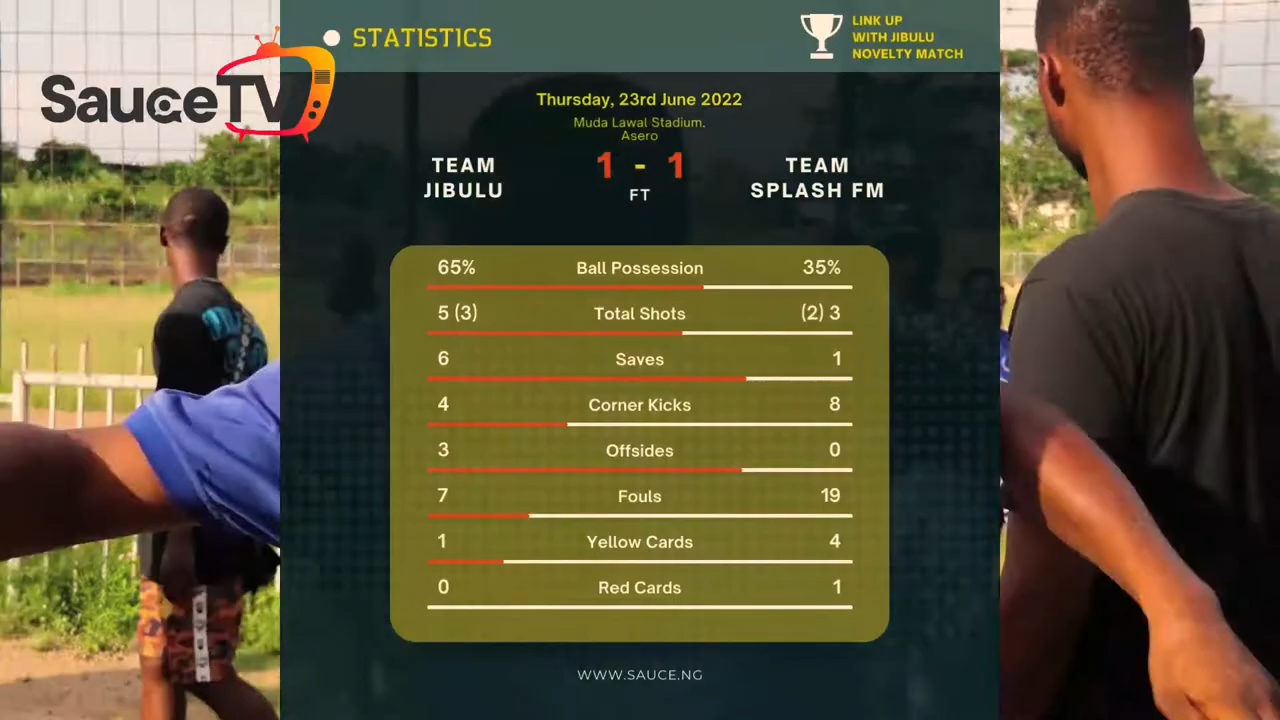 SauceTV
STATISTICS
LINK UP
WITH JIBULU
NOVELTY MATCH
Thursday, 23rd June 2022
Muda Lawal Stadium,
Asero
TEAM
JIBULU
1 - 1
FT
TEAM
SPLASH FM
65% Ball Possession 35%
5 (3) Total Shots (2) 3
6 Saves 1
4 Corner Kicks 8
3 Offsides 0
7 Fouls 19
1 Yellow Cards 4
0 Red Cards 1
WWW.SAUCE.NG